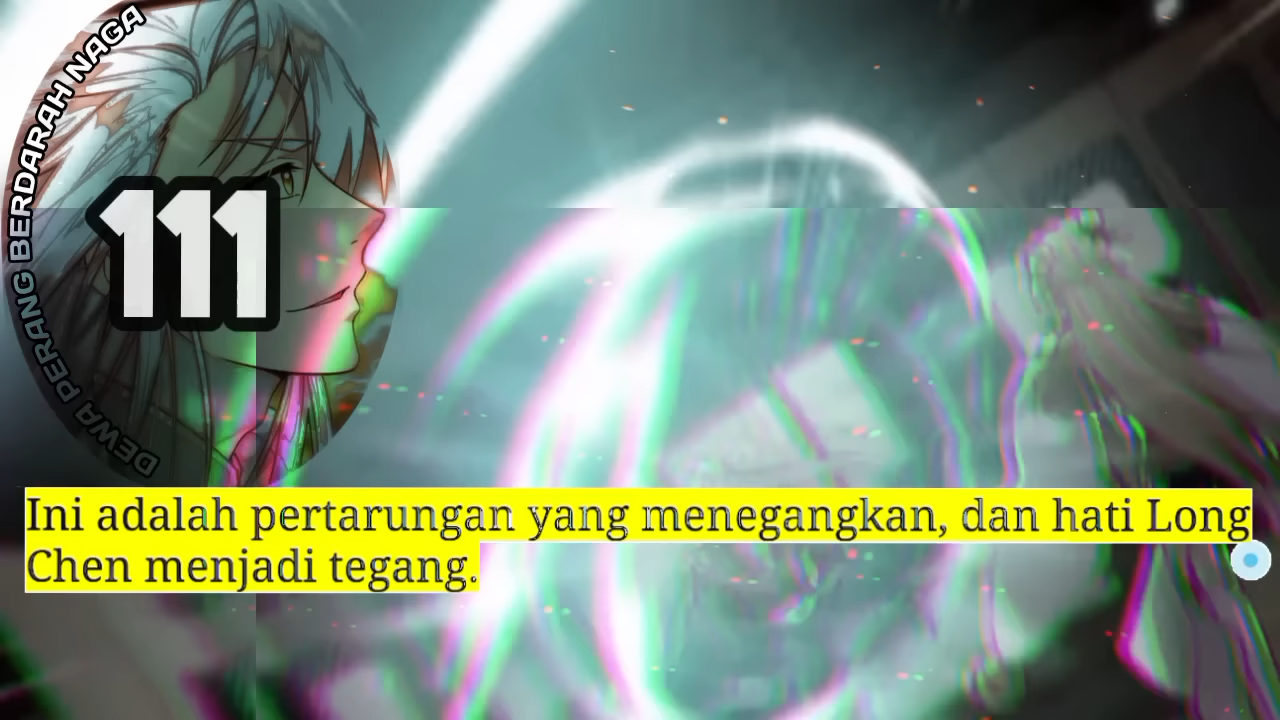 DEWA PERANG BERDARAH NAGA
111
Ini adalah pertarungan yang menegangkan, dan hati Long
Chen menjadi tegang.